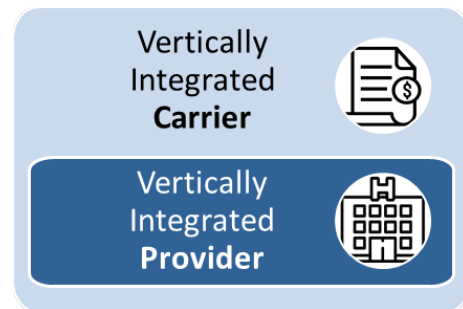 Vertically
Integrated
Carrier
$
Vertically
Integrated
Provider
H